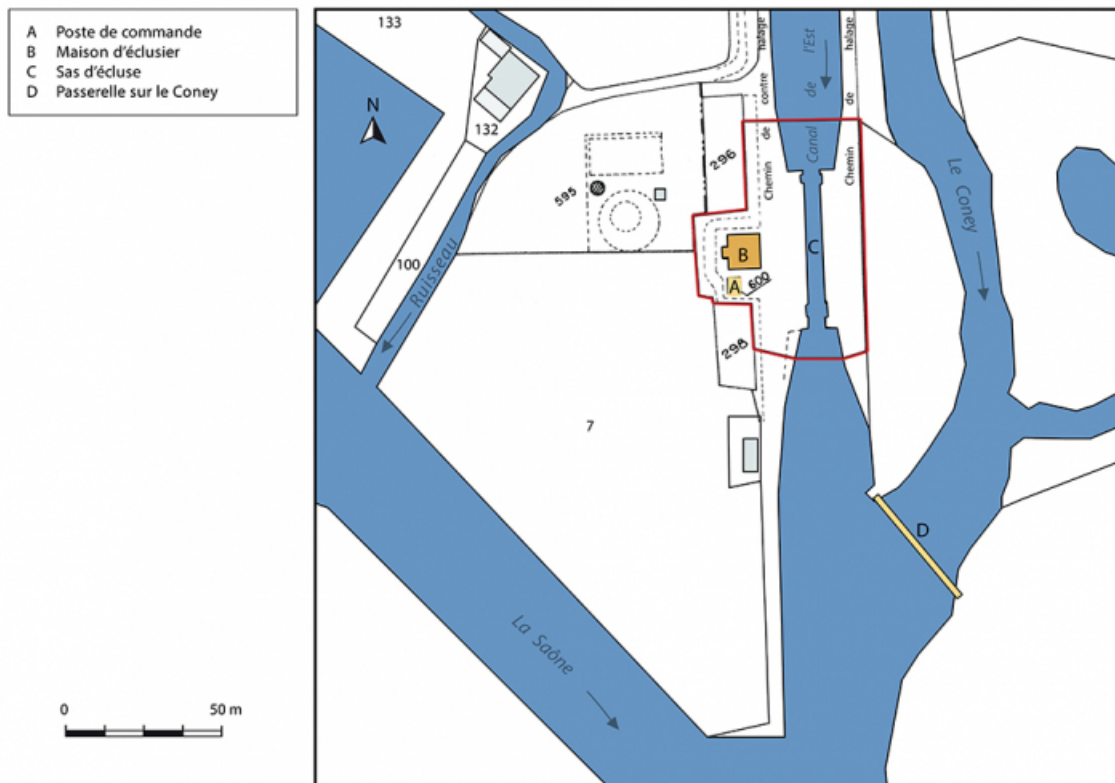 A Poste de commande
B Maison d'éclusier
C Sas d'écluse
D Passerelle sur le Coney
133
N
132
100
Ruisseau
595
296
Chemin de contre halage
Canal de l'Est
Chemin de halage
Le Coney
B
A
600
C
298
7
D
La Saône
0 50 m